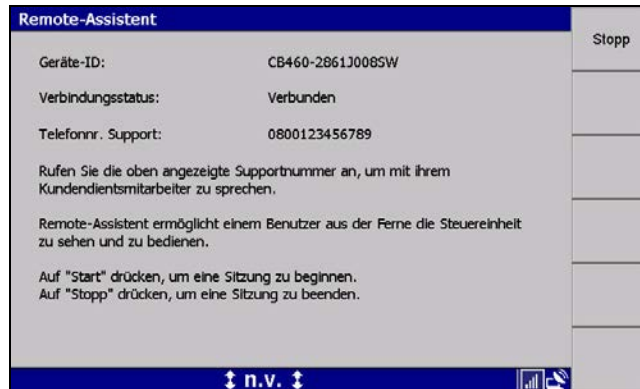 Remote-Assistent
Stopp
Geräte-ID: CB460-2861J008SW
Verbindungsstatus: Verbunden
Telefonnr. Support: 0800123456789
Rufen Sie die oben angezeigte Supportnummer an, um mit ihrem
Kundendientsmitarbeiter zu sprechen.
Remote-Assistent ermöglicht einem Benutzer aus der Ferne die Steuereinheit
zu sehen und zu bedienen.
Auf "Start" drücken, um eine Sitzung zu beginnen.
Auf "Stopp" drücken, um eine Sitzung zu beenden.
n.v.